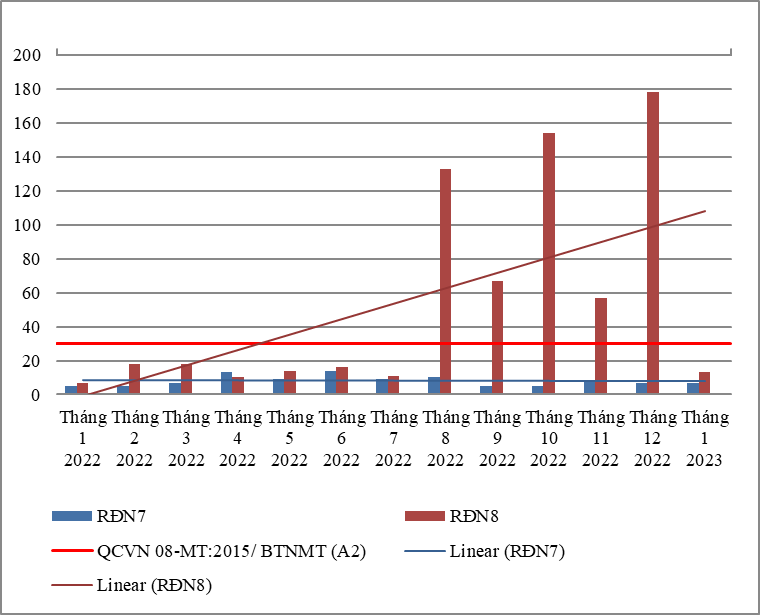 200
180
160
140
120
100
80
60
40
20
0
Tháng Tháng Tháng Tháng Tháng Tháng Tháng Tháng Tháng Tháng Tháng Tháng Tháng
1 2 3 4 5 6 7 8 9 10 11 12 1
2022 2022 2022 2022 2022 2022 2022 2022 2022 2022 2022 2022 2023
RĐN7 RĐN8
QCVN 08-MT:2015/ BTNMT (A2) Linear (RĐN7)
Linear (RĐN8)